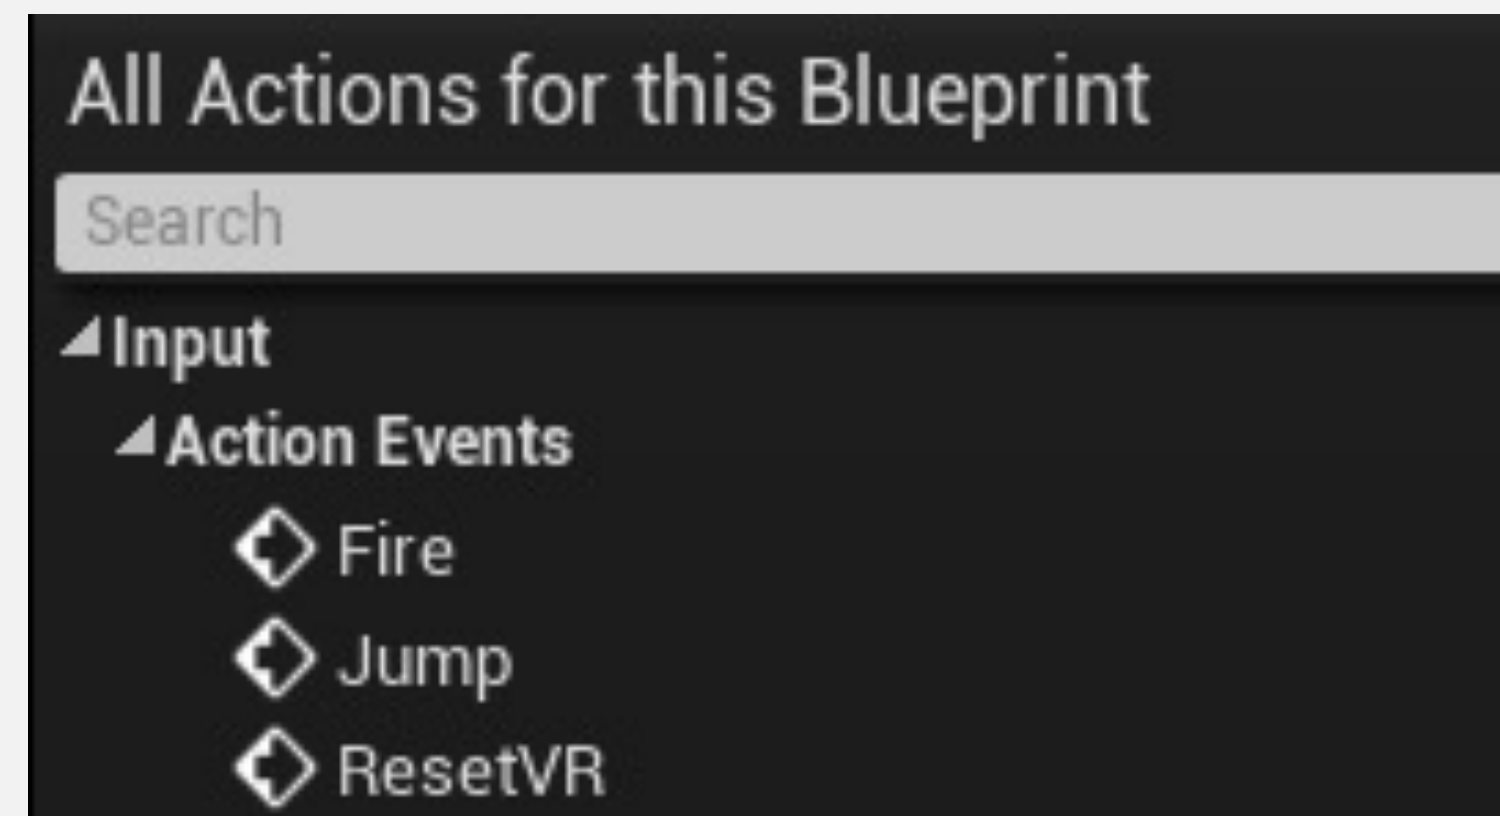 All Actions for this Blueprint
Search
Input
Action Events
Fire
Jump
ResetVR